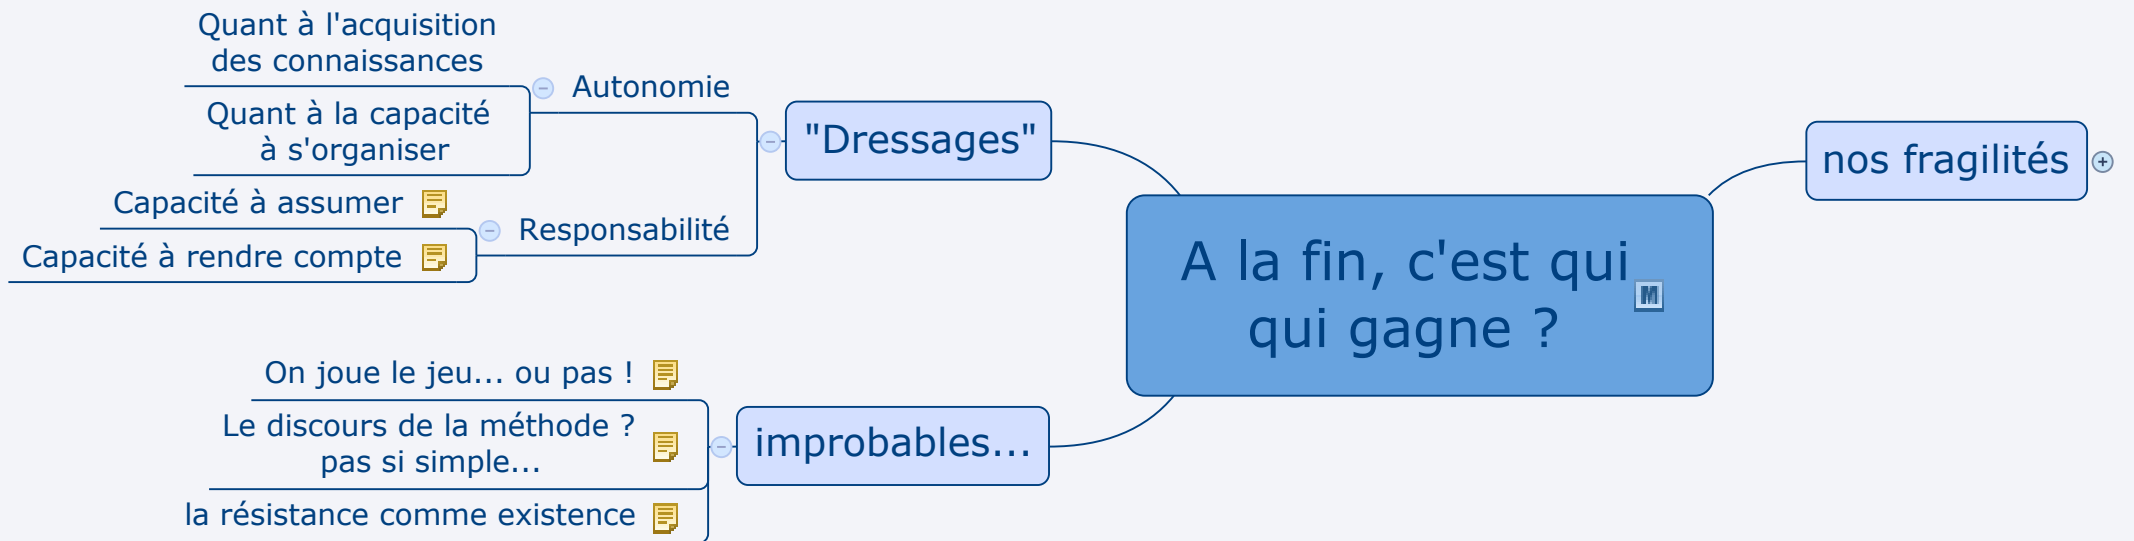 Quant à l'acquisition
des connaissances
Autonomie
Quant à la capacité
à s'organiser
"Dressages"
Capacité à assumer
Responsabilité
Capacité à rendre compte
nos fragilités
A la fin, c'est qui
qui gagne ?
M
On joue le jeu... ou pas !
Le discours de la méthode ?
pas si simple...
improbables...
la résistance comme existence